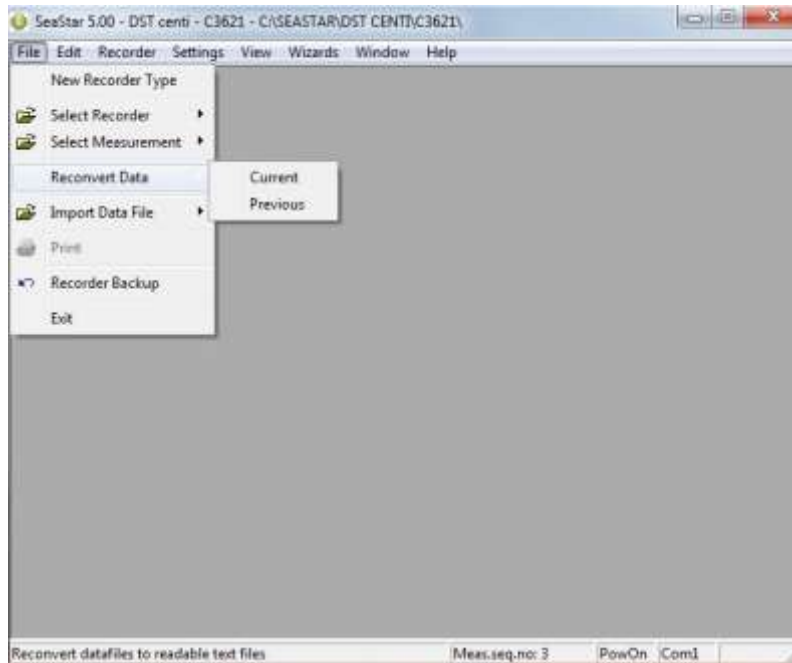 SeaStar 5.00 - DST centi - C3621 - C:\SEASTAR\DST CENTI\C3621\
File Edit Recorder Settings View Wizards Window Help
New Recorder Type
Select Recorder
Select Measurement
Reconvert Data
Current
Previous
Import Data File
Print
Recorder Backup
Exit
Reconvert datafiles to readable text files Meas.seq.no: 3 PowOn Com1